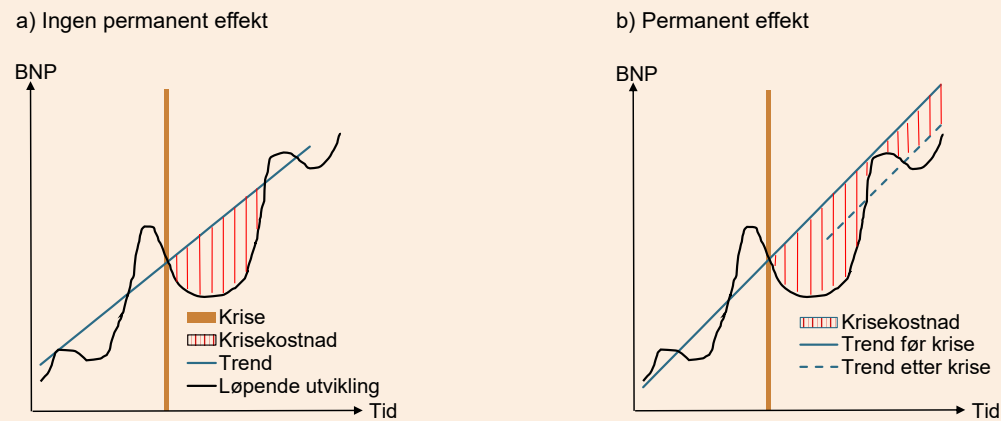 a) Ingen permanent effekt
BNP
Krise
Krisekostnad
Trend
Løpende utvikling
Tid
b) Permanent effekt
BNP
Krisekostnad
Trend før krise
Trend etter krise
Tid